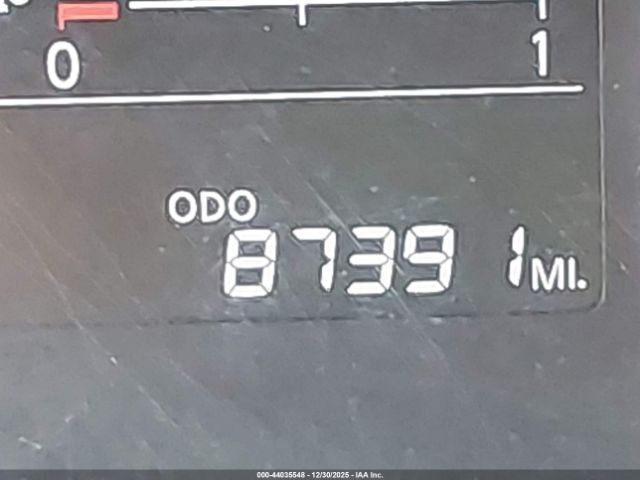 0 1
ODO
87391 MI.
000-44035548 - 12/30/2025 - IAA Inc.